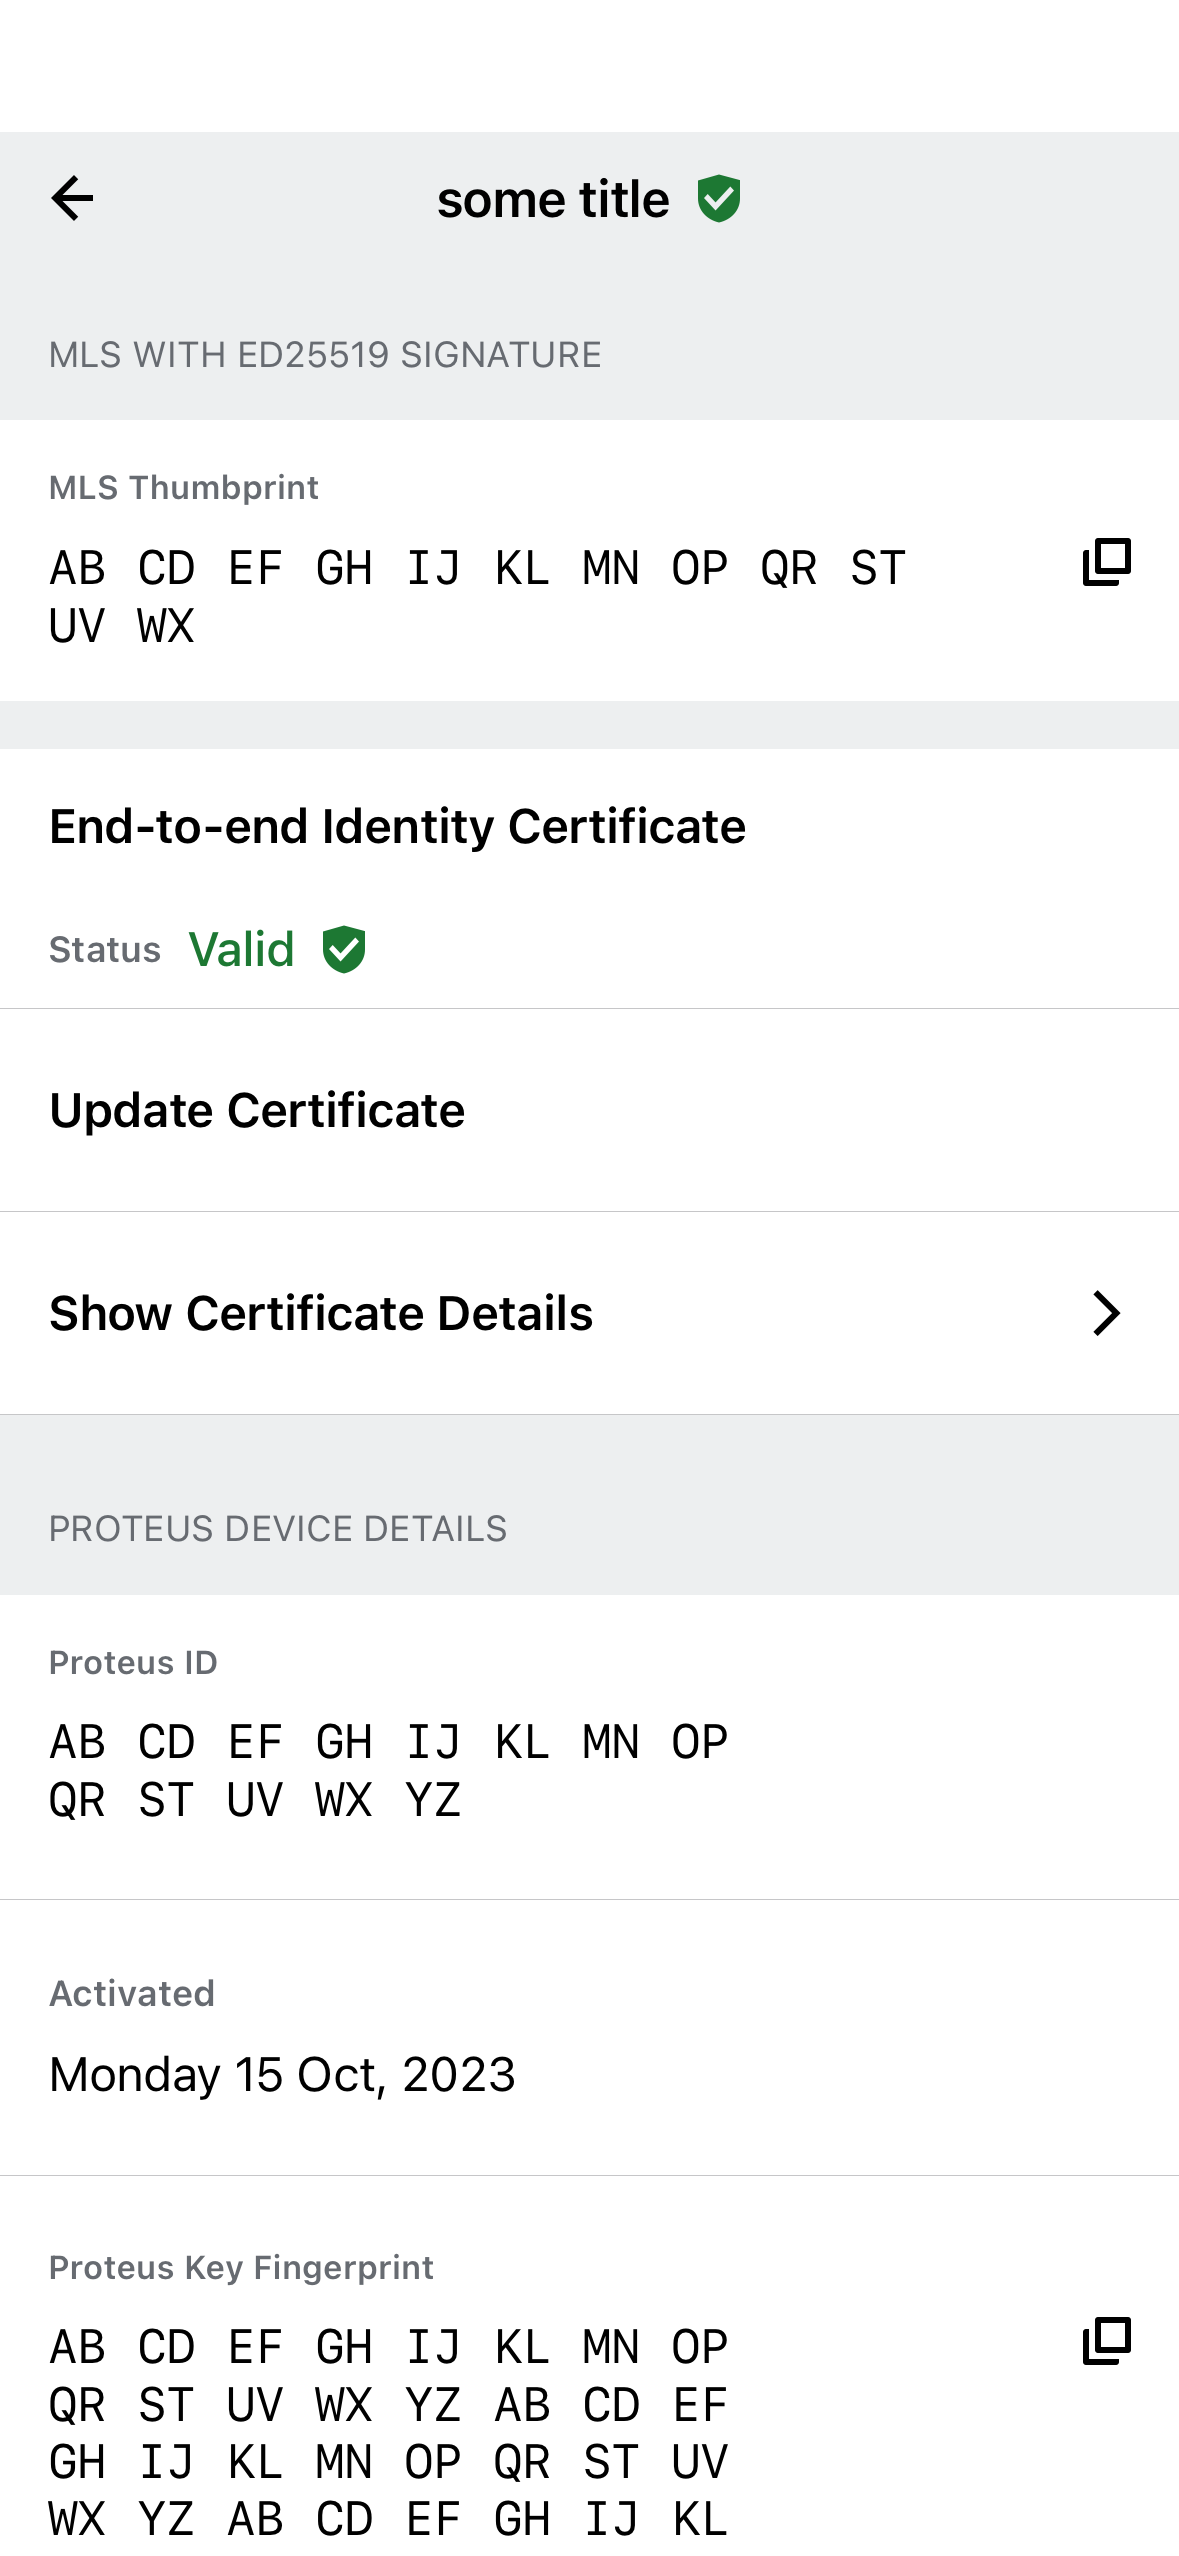 some title
MLS WITH ED25519 SIGNATURE
MLS Thumbprint
AB CD EF GH IJ KL MN OP QR ST
UV WX
End-to-end Identity Certificate
Status Valid
Update Certificate
Show Certificate Details
PROTEUS DEVICE DETAILS
Proteus ID
AB CD EF GH IJ KL MN OP
QR ST UV WX YZ
Activated
Monday 15 Oct, 2023
Proteus Key Fingerprint
AB CD EF GH IJ KL MN OP
QR ST UV WX YZ AB CD EF
GH IJ KL MN OP QR ST UV
WX YZ AB CD EF GH IJ KL